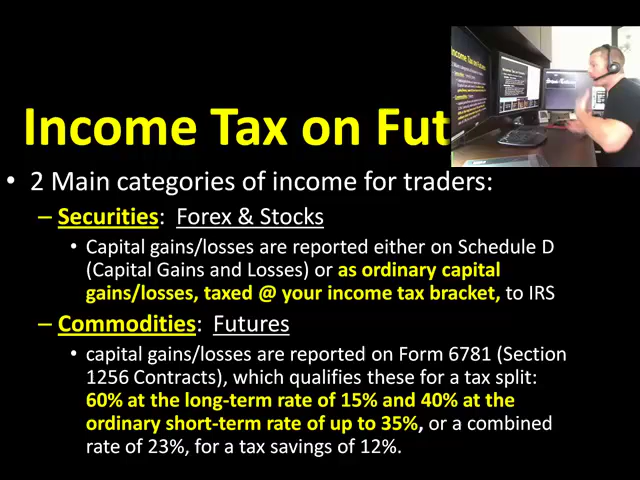 Income Tax on Fut
• 2 Main categories of income for traders:
– Securities: Forex & Stocks
• Capital gains/losses are reported either on Schedule D
(Capital Gains and Losses) or as ordinary capital
gains/losses, taxed @ your income tax bracket, to IRS
– Commodities: Futures
• capital gains/losses are reported on Form 6781 (Section
1256 Contracts), which qualifies these for a tax split:
60% at the long-term rate of 15% and 40% at the
ordinary short-term rate of up to 35%, or a combined
rate of 23%, for a tax savings of 12%.